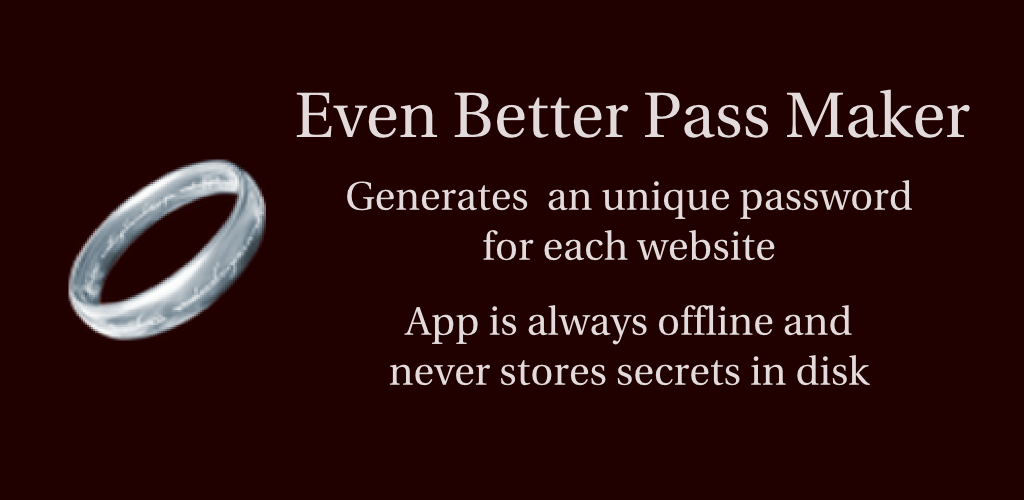 Even Better Pass Maker
Generates  an unique password
for each website
App is always offline and
never stores secrets in disk